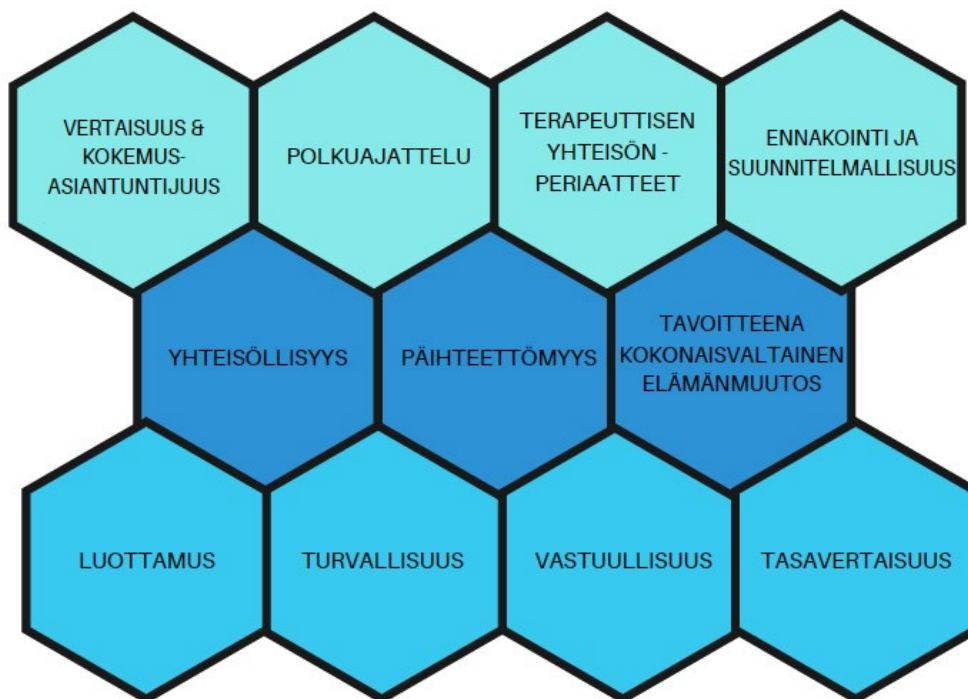 VERTAISUUS &
KOKEMUS-
ASIANTUNTIJUUS
POLKUAJATTELU
TERAPEUTTISEN
YHTEISÖN -
PERIAATTEET
ENNAKOINTI JA
SUUNNITELMALLISUUS
YHTEISÖLLISYYS
PÄIHTEETTÖMYYS
TAVOITTEENA
KOKONAISVALTAINEN
ELÄMÄNMUUTOS
LUOTTAMUS
TURVALLISUUS
VASTUULLISUUS
TASAVERTAISUUS